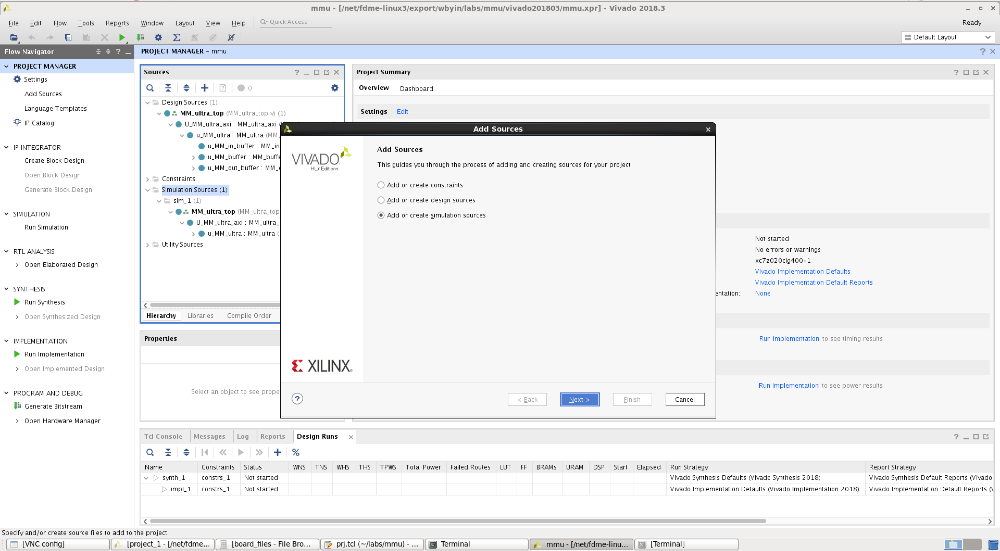 mmu - [/net/fdme-linux3/export/wbyin/labs/mmu/vivado201803/mmu.xpr] - Vivado 2018.3
File Edit Flow Tools Reports Window Layout View Help Quick Access Ready
Default Layout
Flow Navigator
PROJECT MANAGER
Settings
Add Sources
Language Templates
IP Catalog
IP INTEGRATOR
Create Block Design
Open Block Design
Generate Block Design
SIMULATION
Run Simulation
RTL ANALYSIS
Open Elaborated Design
SYNTHESIS
Run Synthesis
Open Synthesized Design
IMPLEMENTATION
Run Implementation
Open Implemented Design
PROGRAM AND DEBUG
Generate Bitstream
Open Hardware Manager
PROJECT MANAGER - mmu
Sources
0
Design Sources (1)
MM_ultra_top (MM_ultra_top.v) (1)
U_MM_ultra_axi : MM_ultra_axi
u_MM_ultra : MM_ultra (MM_
u_MM_in_buffer : MM_in
u_MM_buffer : MM_buffe
u_MM_out_buffer : MM_
Constraints
Simulation Sources (1)
sim_1 (1)
MM_ultra_top (MM_ultra_top
U_MM_ultra_axi : MM_ultra_
u_MM_ultra : MM_ultra (
Utility Sources
Hierarchy Libraries Compile Order
Properties
Select an object to see prope
Project Summary
Overview | Dashboard
Settings Edit
Not started
No errors or warnings
xc7z020clg400-1
Vivado Implementation Defaults
Vivado Implementation Default Reports
entation: None
Run Implementation to see timing results
Run Implementation to see power results
Add Sources
VIVADO
HLx Editions
XILINX
Add Sources
This guides you through the process of adding and creating sources for your project
Add or create constraints
Add or create design sources
Add or create simulation sources
? < Back Next > Finish Cancel
Tcl Console Messages Log Reports Design Runs
Name Constraints Status WNS TNS WHS THS TPWS Total Power Failed Routes LUT FF BRAMs URAM DSP Start Elapsed Run Strategy Report Strategy
synth_1 constrs_1 Not started Vivado Synthesis Defaults (Vivado Synthesis 2018) Vivado Synthesis Default Reports (Vivado
impl_1 constrs_1 Not started Vivado Implementation Defaults (Vivado Implementation 2018) Vivado Implementation Default Reports (
Specify and/or create source files to add to the project
[VNC config] [project_1 - [/net/fdme... [board_files - File Bro... prj.tcl (~/labs/mmu) - ... Terminal mmu - [/net/fdme-linu... [Terminal]